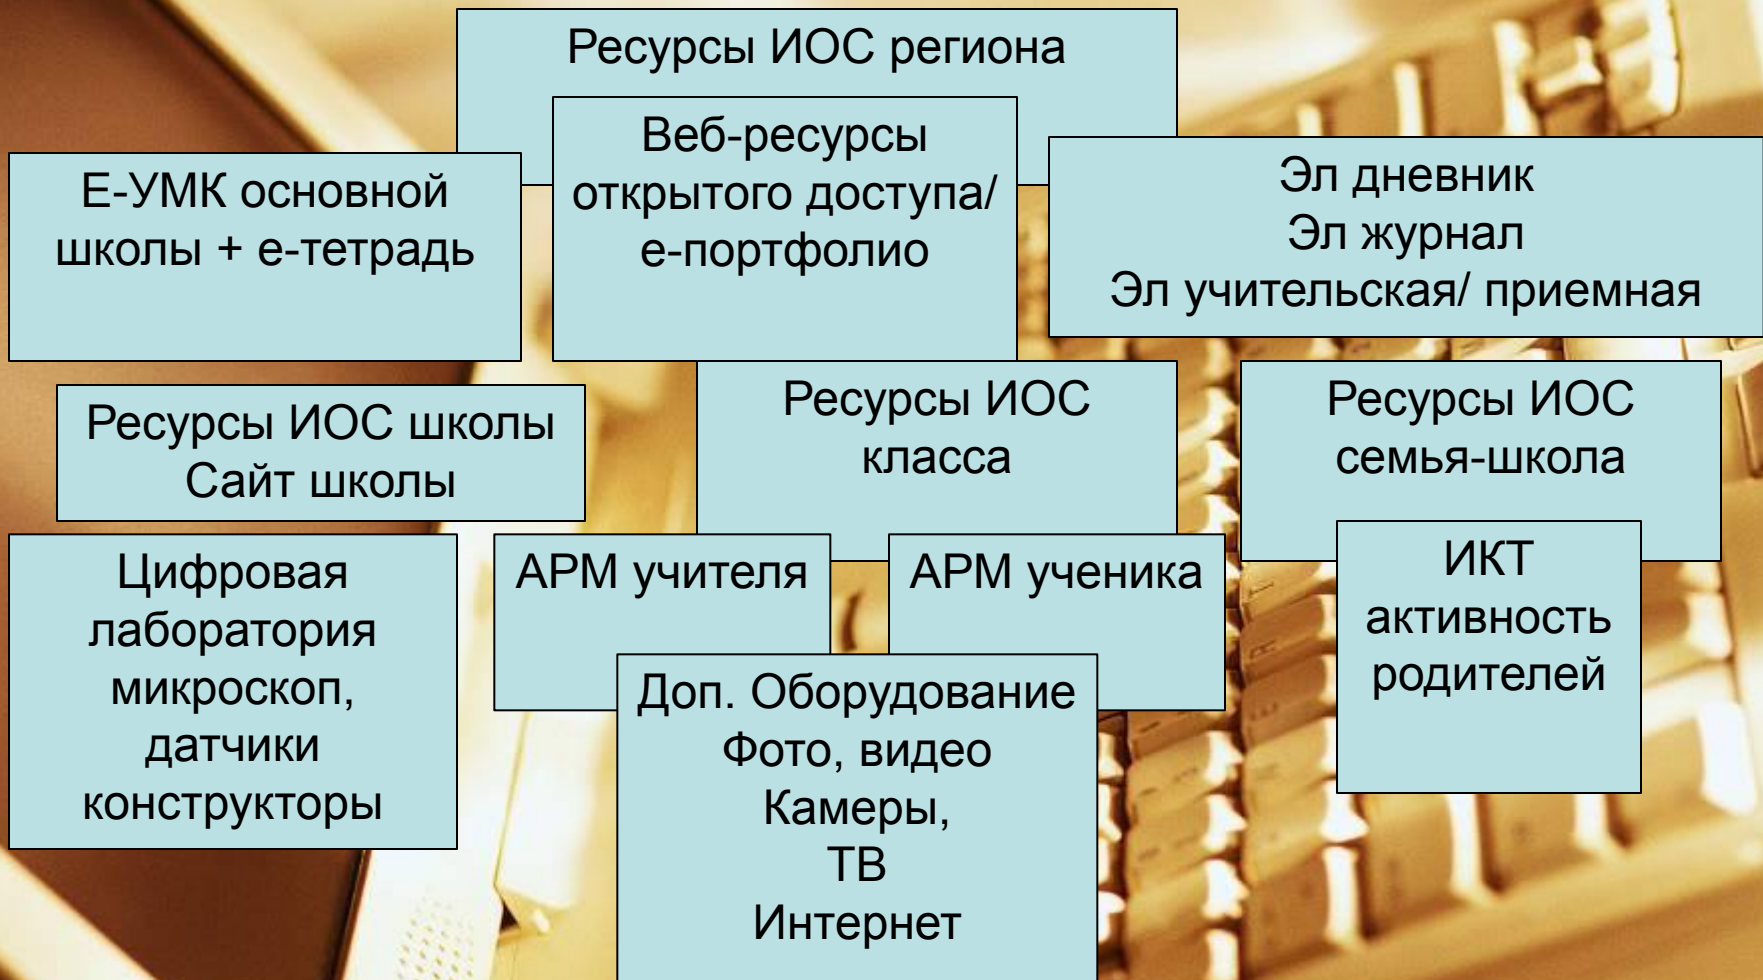 Ресурсы ИОС региона
Веб-ресурсы
открытого доступа/
е-портфолио
Е-УМК основной
школы + е-тетрадь
Эл дневник
Эл журнал
Эл учительская/ приемная
Ресурсы ИОС школы
Сайт школы
Ресурсы ИОС
класса
Ресурсы ИОС
семья-школа
Цифровая
лаборатория
микроскоп,
датчики
конструкторы
АРМ учителя
АРМ ученика
ИКТ
активность
родителей
Доп. Оборудование
Фото, видео
Камеры,
ТВ
Интернет